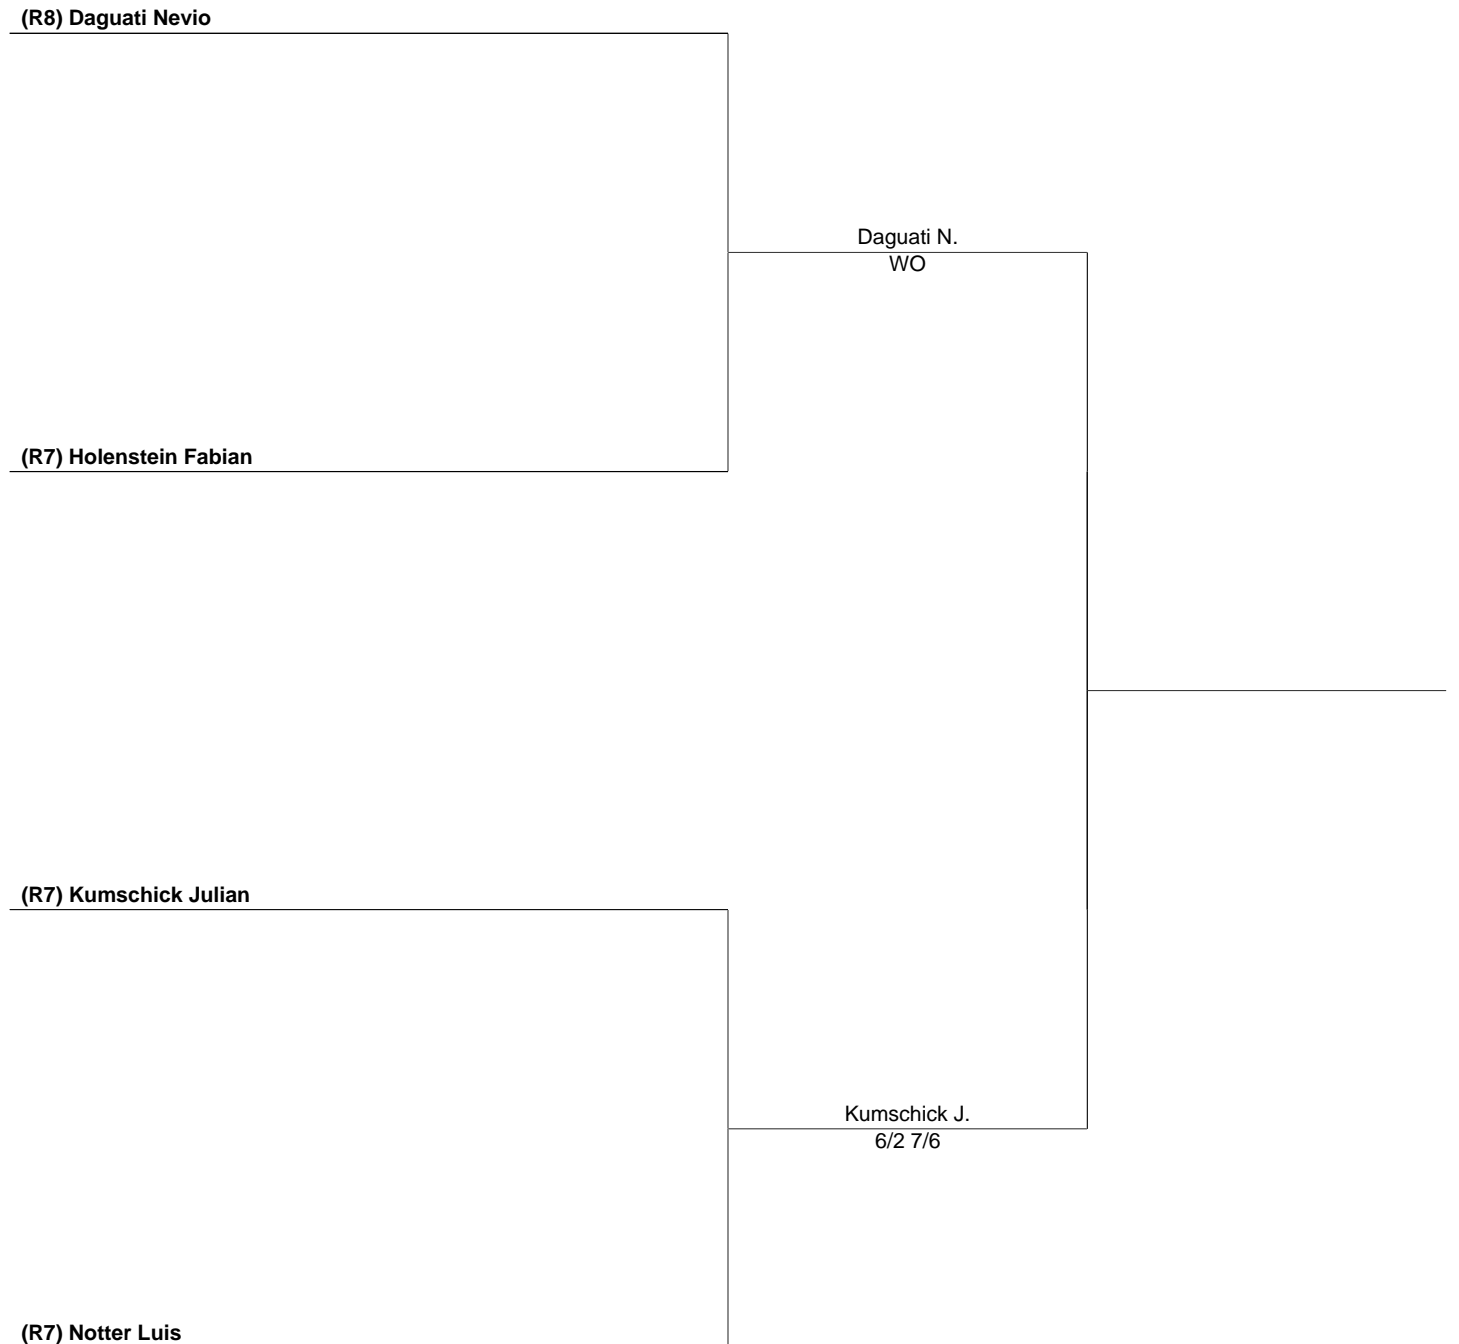 (R8) Daguati Nevio
Daguati N.
WO
(R7) Holenstein Fabian
(R7) Kumschick Julian
Kumschick J.
6/2 7/6
(R7) Notter Luis